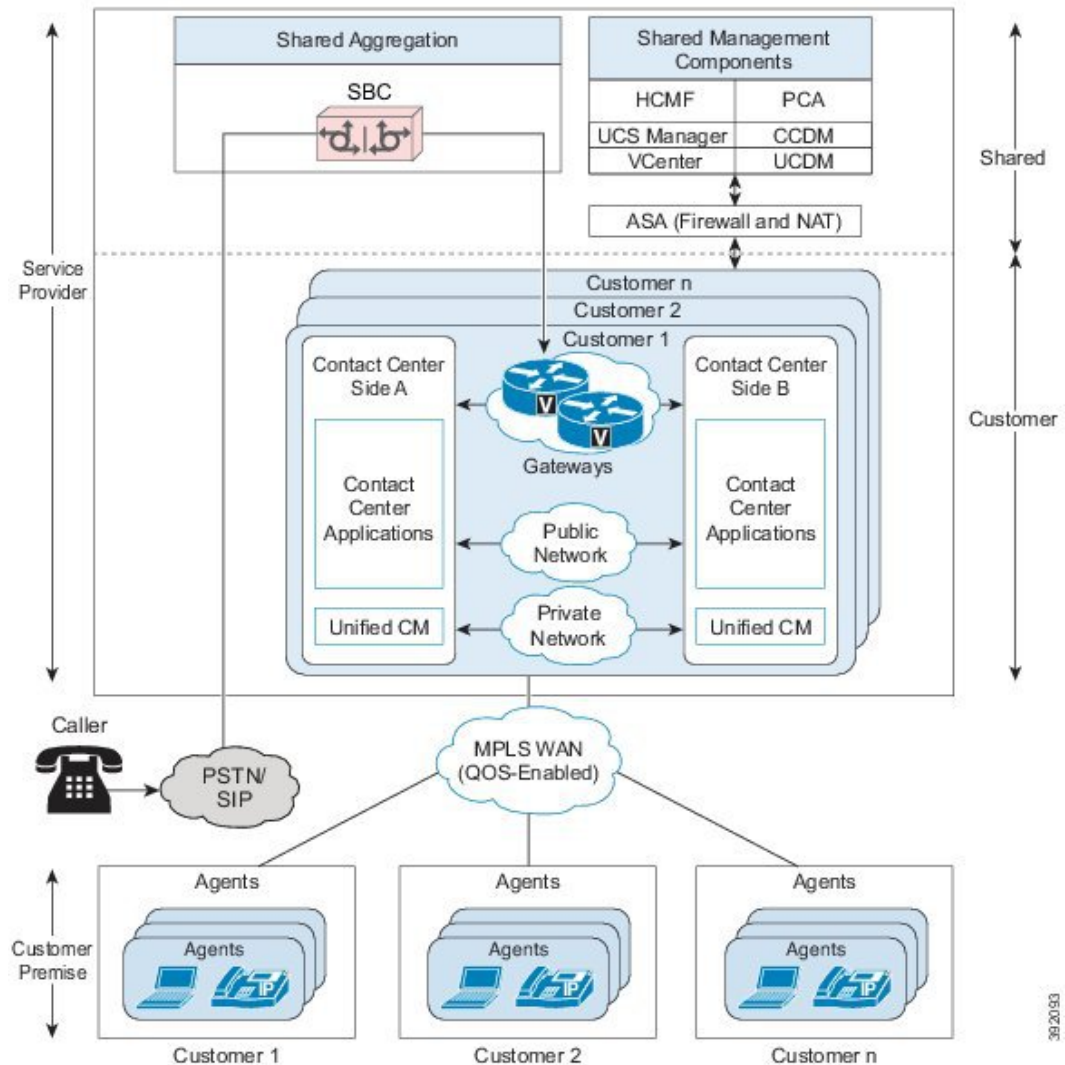 Shared Aggregation
SBC
Shared Management
Components
HCMF
PCA
UCS Manager
CCDM
VCenter
UCDM
ASA (Firewall and NAT)
Shared
Service
Provider
Customer n
Customer 2
Customer 1
Contact Center
Side A
Contact
Center
Applications
Unified CM
V
V
Gateways
Public
Network
Private
Network
Contact Center
Side B
Contact
Center
Applications
Unified CM
Customer
Caller
PSTN/
SIP
MPLS WAN
(QOS-Enabled)
Customer
Premise
Agents
Agents
IP
Customer 1
Agents
Agents
IP
Customer 2
Agents
Agents
IP
Customer n
392093